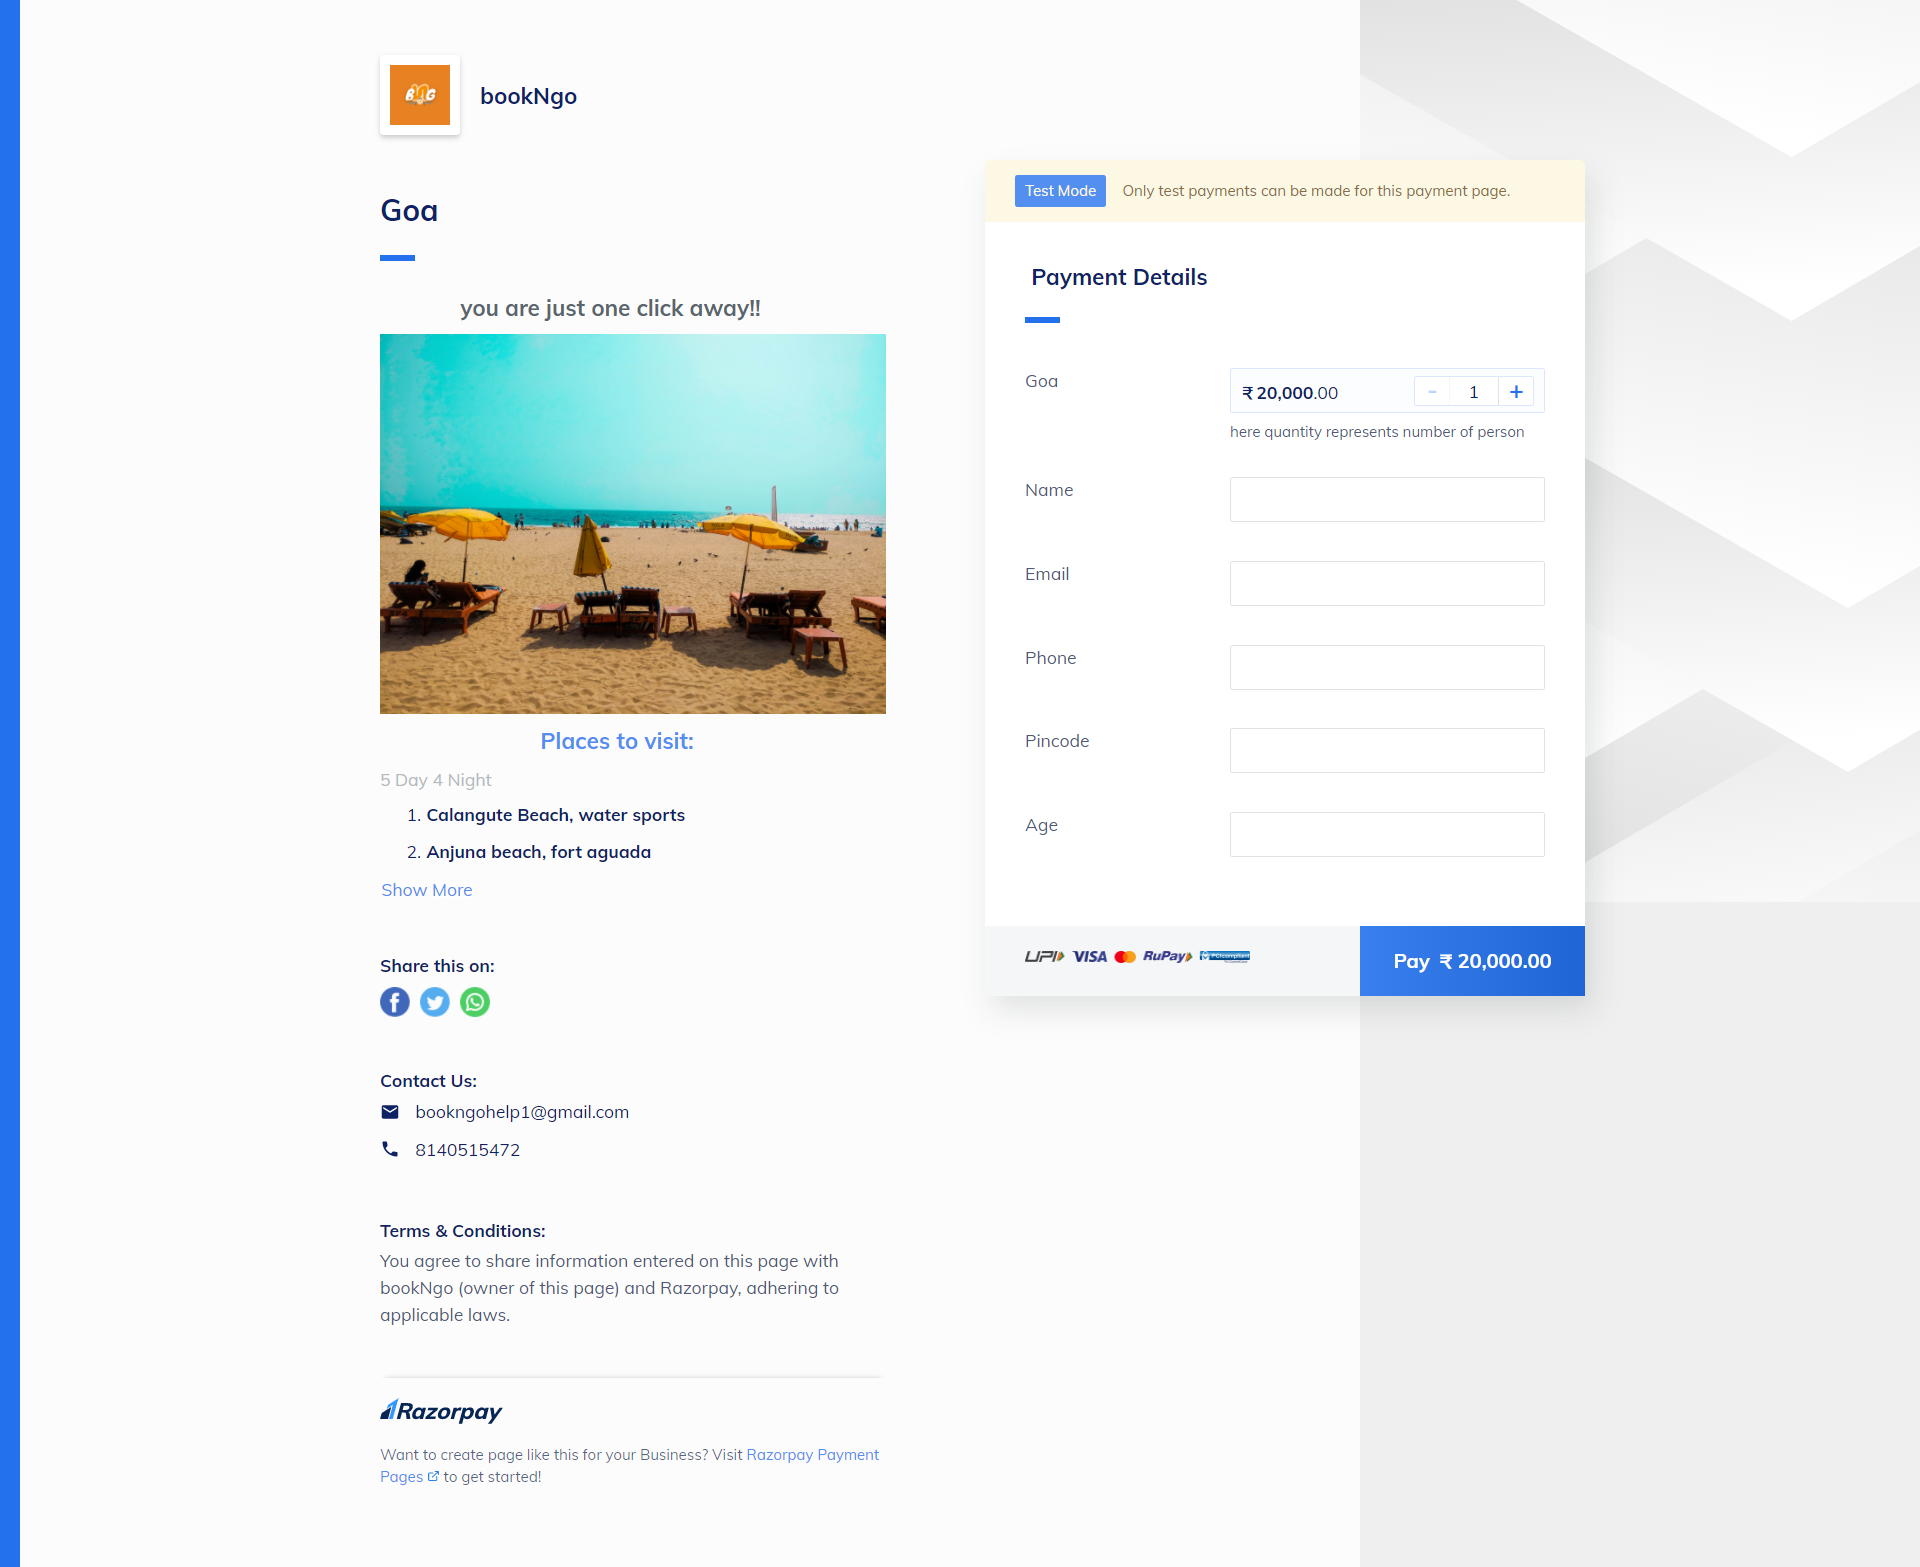 BNG
bookNgo
Goa
you are just one click away!!
Places to visit:
5 Day 4 Night
1. Calangute Beach, water sports
2. Anjuna beach, fort aguada
Show More
Share this on:
Contact Us:
bookngohelp1@gmail.com
8140515472
Terms & Conditions:
You agree to share information entered on this page with
bookNgo (owner of this page) and Razorpay, adhering to
applicable laws.
Razorpay
Want to create page like this for your Business? Visit Razorpay Payment
Pages to get started!
Test Mode Only test payments can be made for this payment page.
Payment Details
Goa ₹ 20,000.00 - 1 +
here quantity represents number of person
Name
Email
Phone
Pincode
Age
UPI VISA RuPay PCI compliant
Pay ₹ 20,000.00